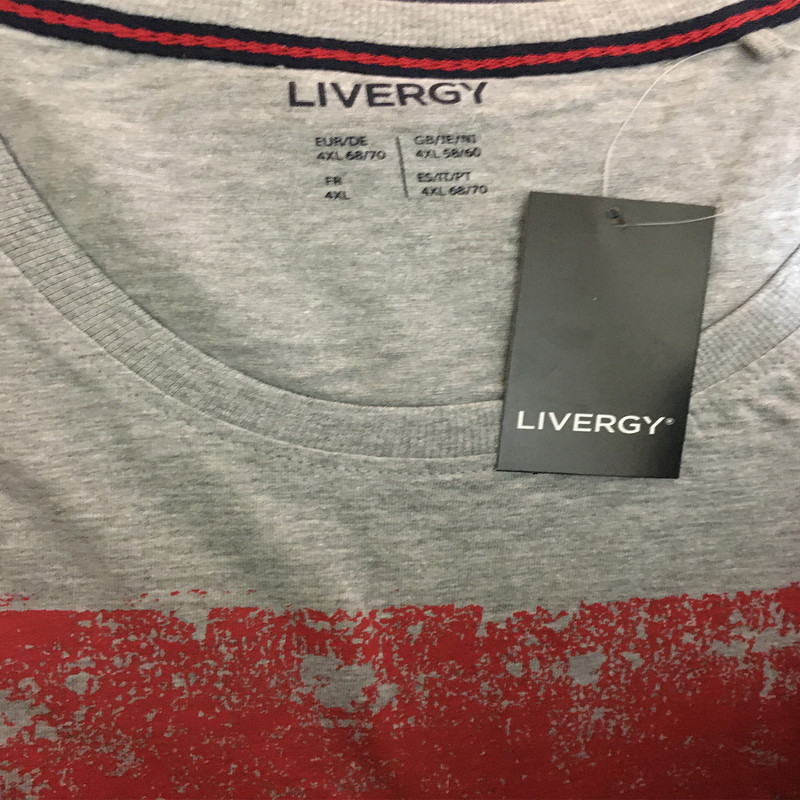 LIVERGY
EUR/DE
4XL 68/70
FR
4XL
GB/IE/NI
4XL 58/60
ES/IT/PT
4XL 68/70
LIVERGY®